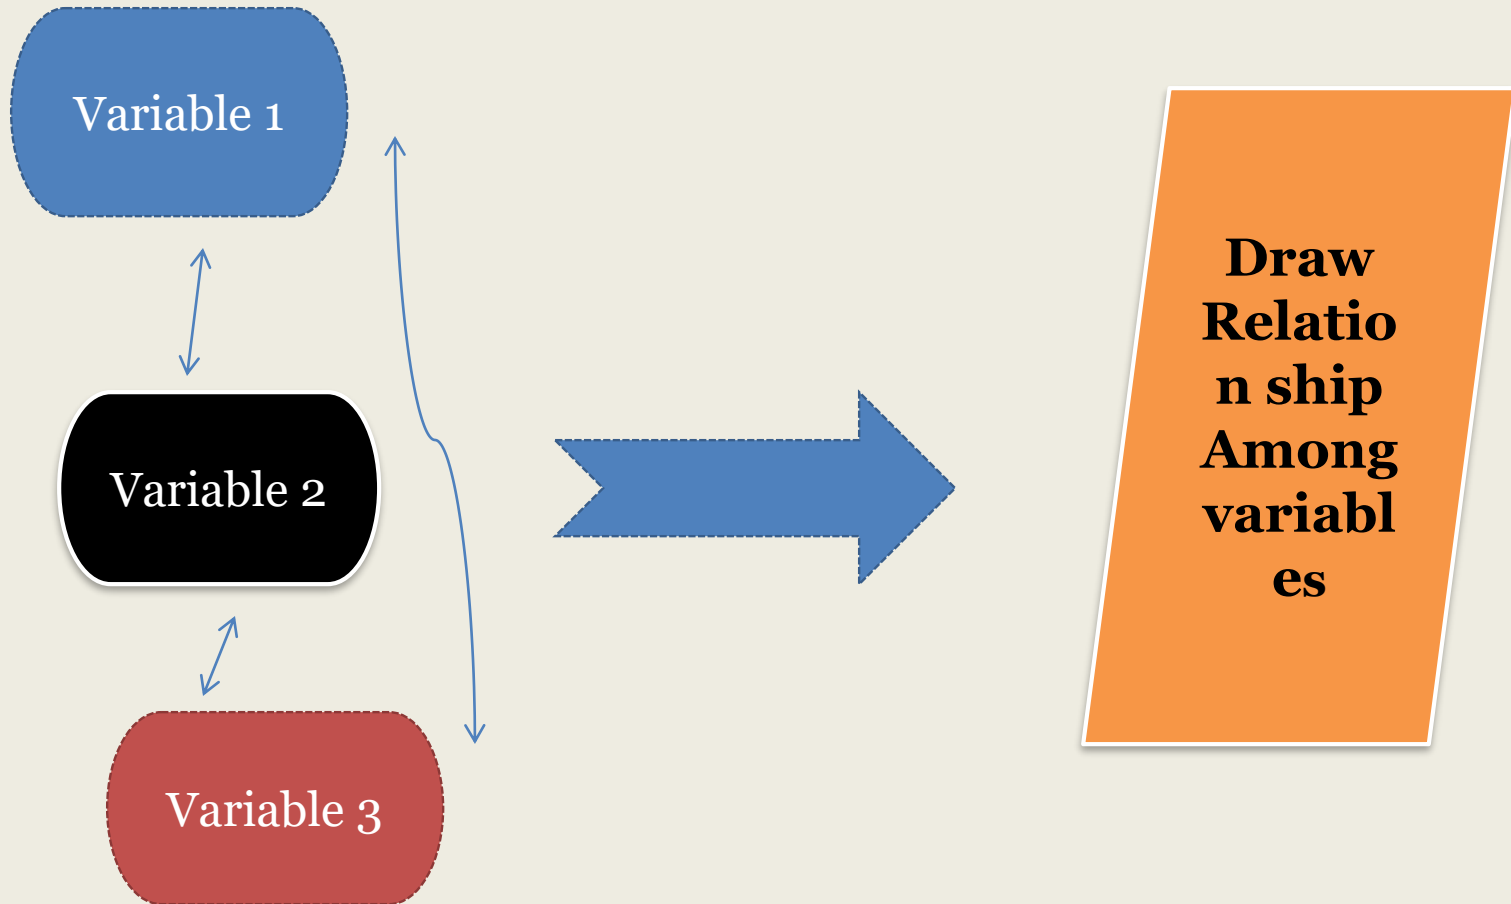 Variable 1
Variable 2
Variable 3
Draw
Relatio
n ship
Among
variabl
es